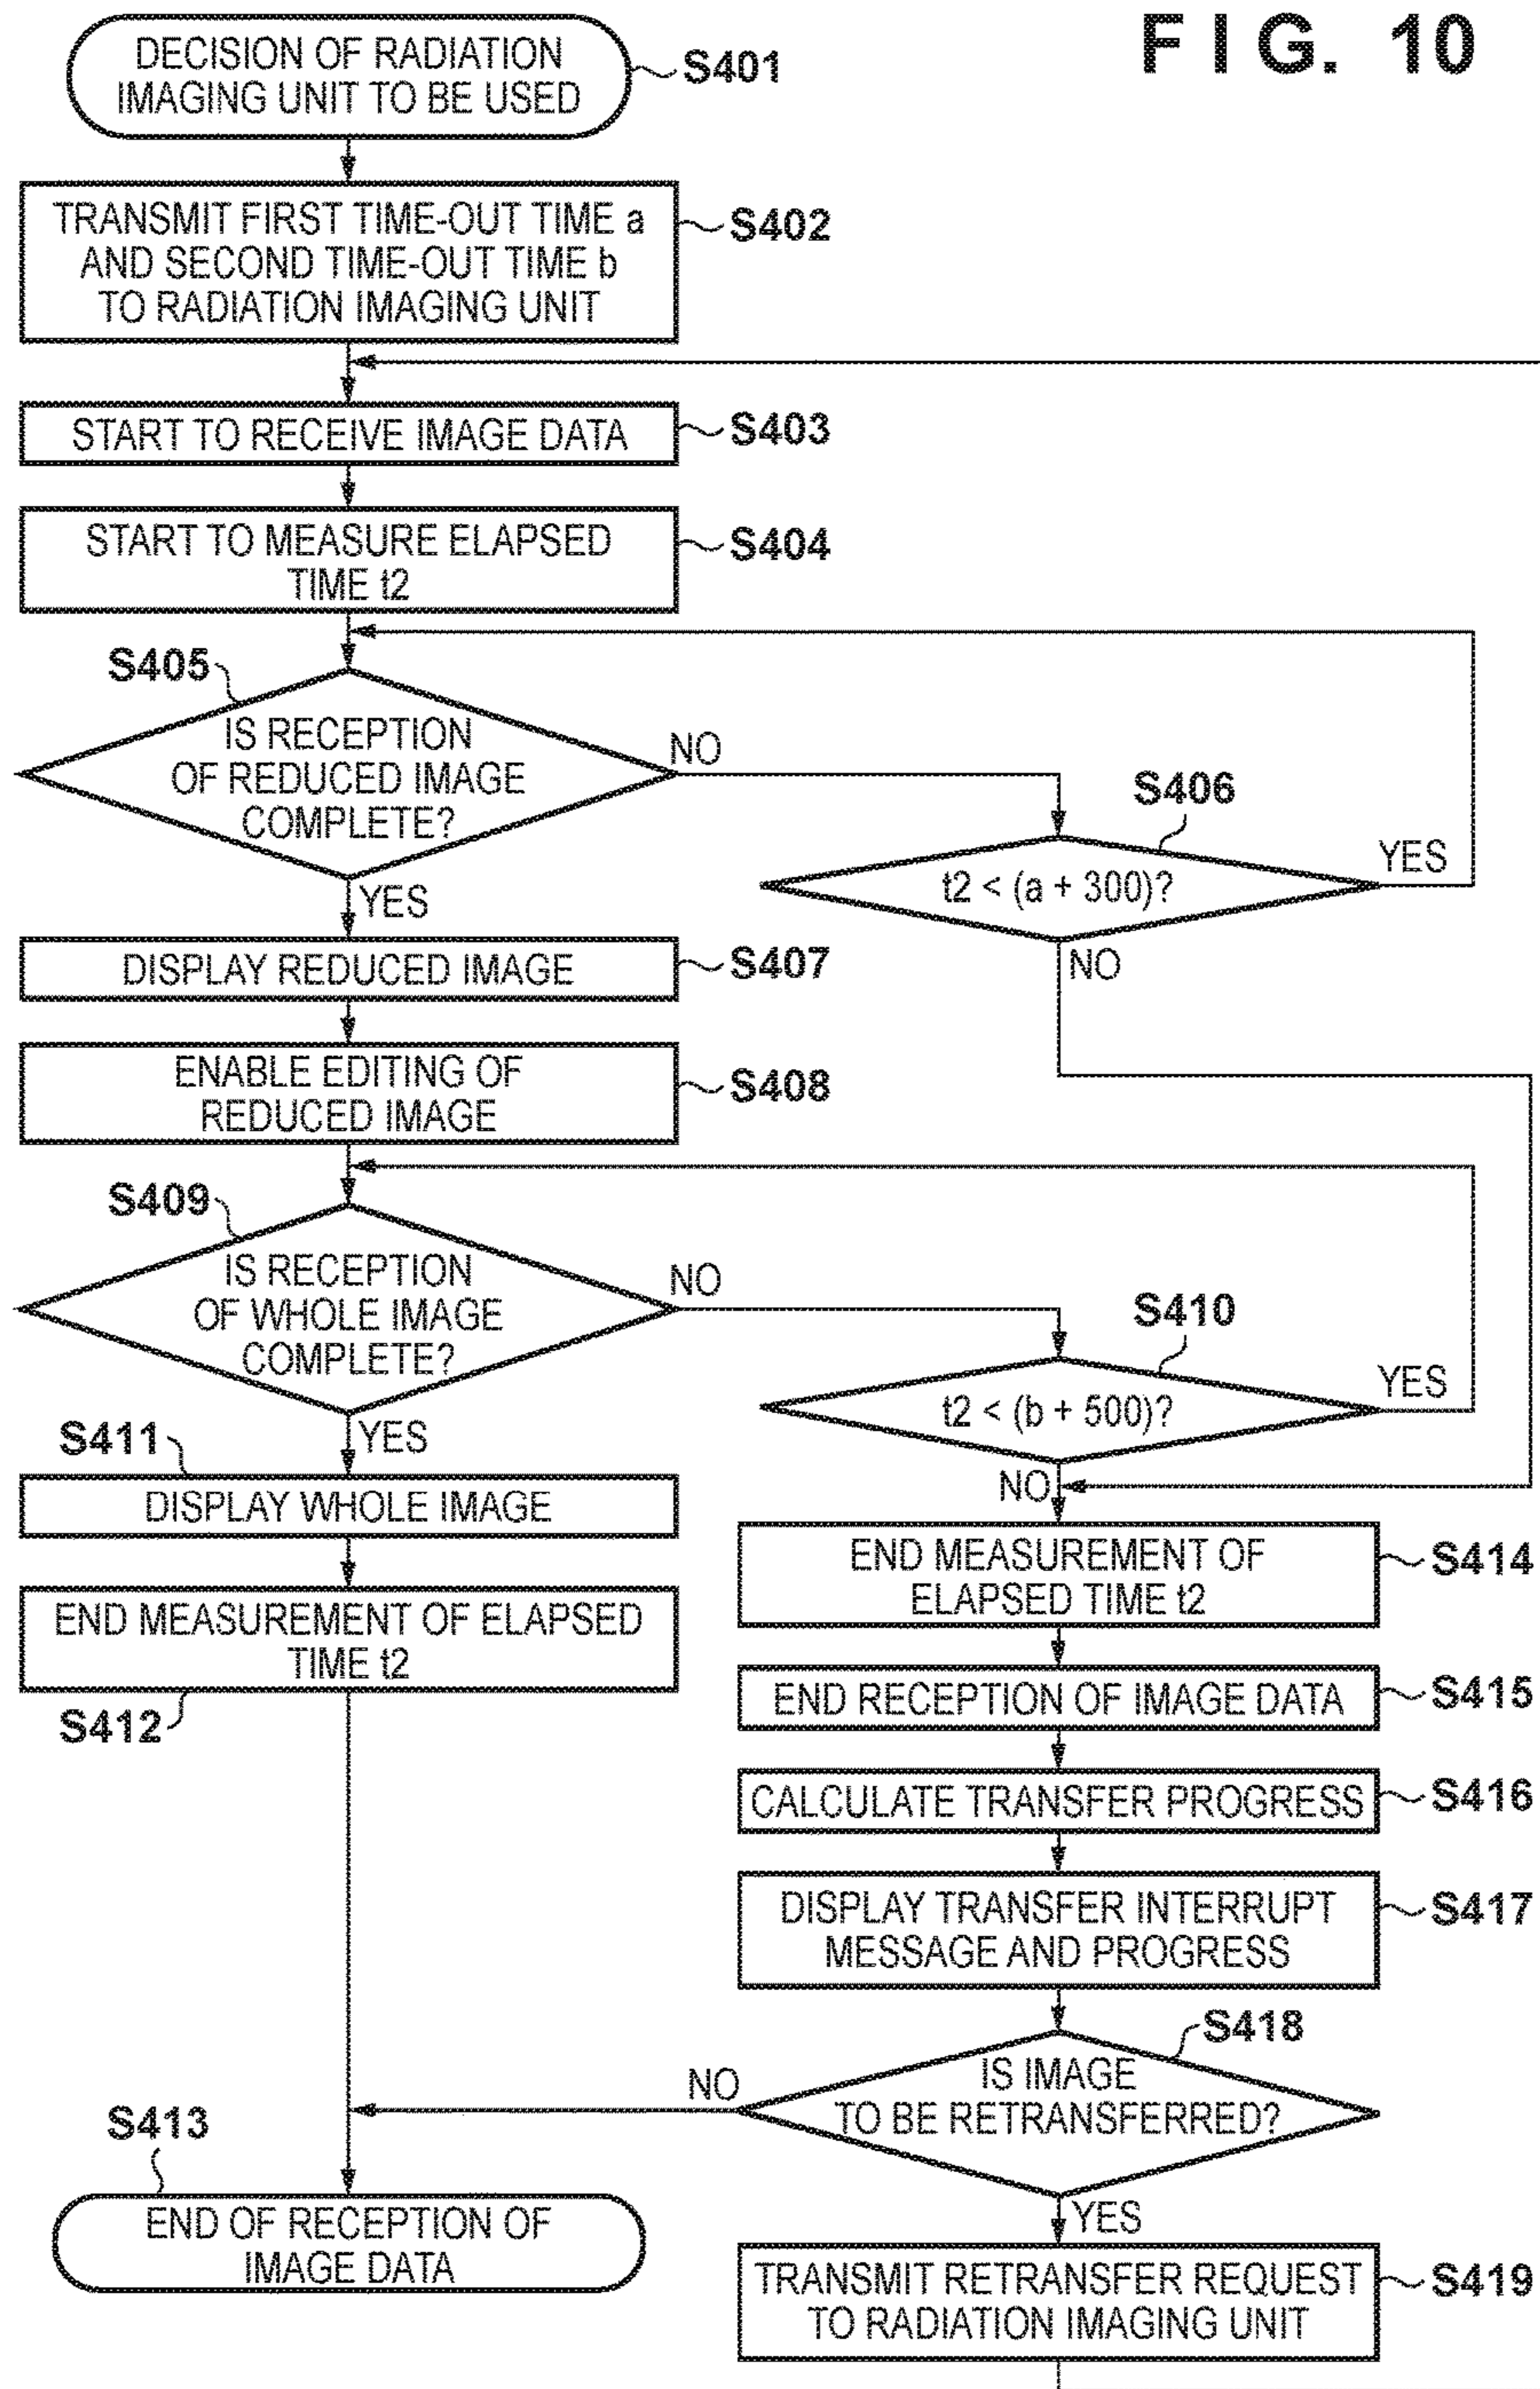 FIG. 10
DECISION OF RADIATION
IMAGING UNIT TO BE USED
S401
TRANSMIT FIRST TIME-OUT TIME a
AND SECOND TIME-OUT TIME b
TO RADIATION IMAGING UNIT
S402
START TO RECEIVE IMAGE DATA
S403
START TO MEASURE ELAPSED
TIME t2
S404
S405
IS RECEPTION
OF REDUCED IMAGE
COMPLETE?
NO
YES
S406
t2 < (a + 300)?
YES
NO
DISPLAY REDUCED IMAGE
S407
ENABLE EDITING OF
REDUCED IMAGE
S408
S409
IS RECEPTION
OF WHOLE IMAGE
COMPLETE?
NO
YES
S410
t2 < (b + 500)?
YES
NO
S411
DISPLAY WHOLE IMAGE
END MEASUREMENT OF ELAPSED
TIME t2
S412
END MEASUREMENT OF
ELAPSED TIME t2
S414
END RECEPTION OF IMAGE DATA
S415
CALCULATE TRANSFER PROGRESS
S416
DISPLAY TRANSFER INTERRUPT
MESSAGE AND PROGRESS
S417
S418
IS IMAGE
TO BE RETRANSFERRED?
NO
YES
S413
END OF RECEPTION OF
IMAGE DATA
TRANSMIT RETRANSFER REQUEST
TO RADIATION IMAGING UNIT
S419